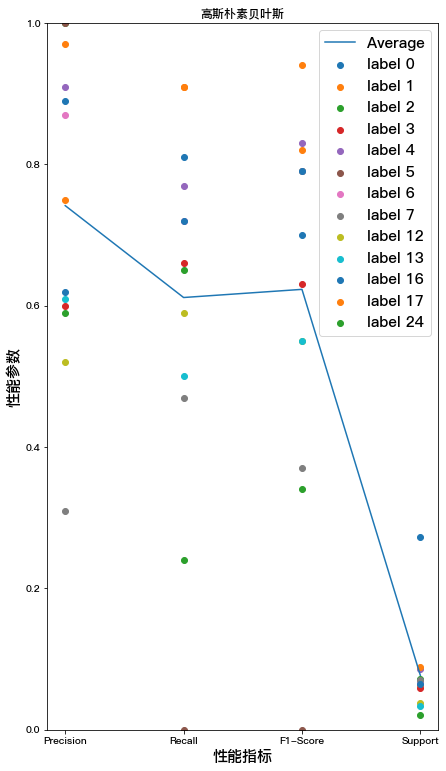 高斯朴素贝叶斯
1.0
0.8
0.6
0.4
0.2
0.0
性能参数
Average
label 0
label 1
label 2
label 3
label 4
label 5
label 6
label 7
label 12
label 13
label 16
label 17
label 24
Precision
Recall
F1-Score
Support
性能指标